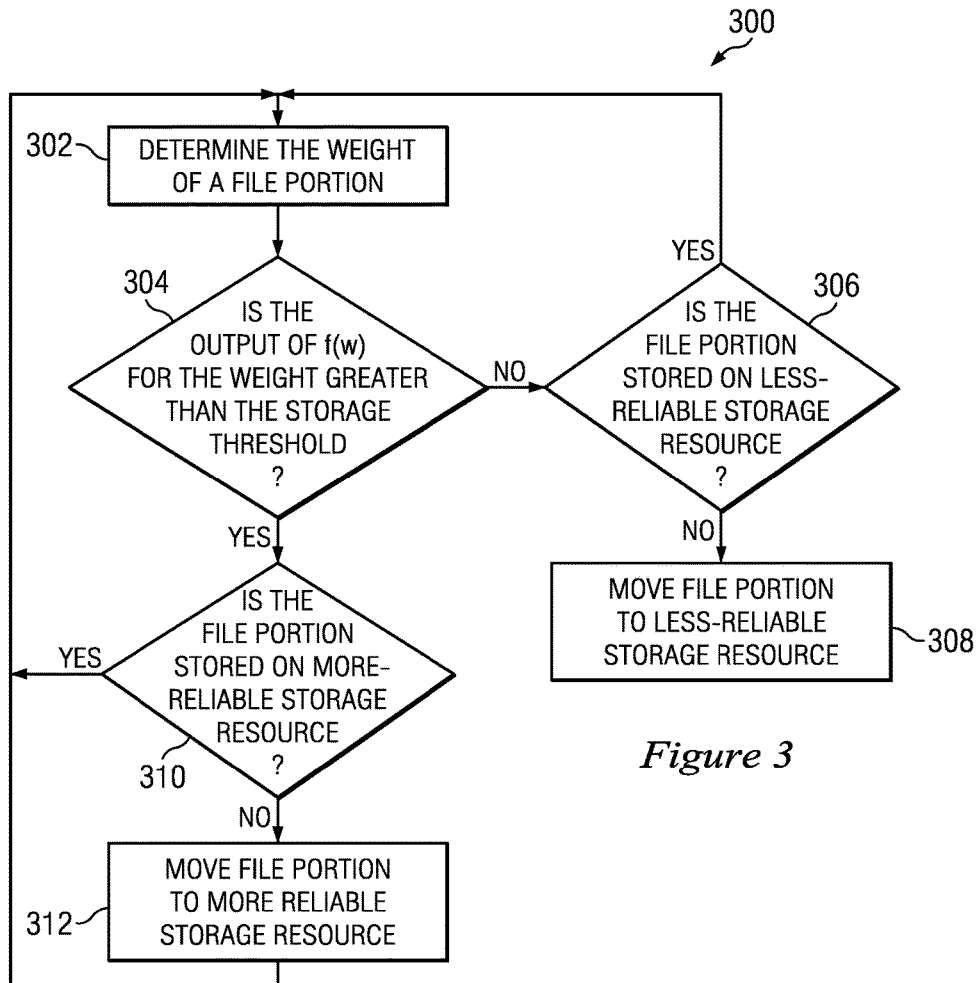 300
302
DETERMINE THE WEIGHT
OF A FILE PORTION
304
IS THE
OUTPUT OF f(w)
FOR THE WEIGHT GREATER
THAN THE STORAGE
THRESHOLD
?
NO
YES
306
IS THE
FILE PORTION
STORED ON LESS-
RELIABLE STORAGE
RESOURCE
?
YES
NO
MOVE FILE PORTION
TO LESS-RELIABLE
STORAGE RESOURCE
308
IS THE
FILE PORTION
STORED ON MORE-
RELIABLE STORAGE
RESOURCE
?
YES
310
NO
MOVE FILE PORTION
TO MORE RELIABLE
STORAGE RESOURCE
312
Figure 3